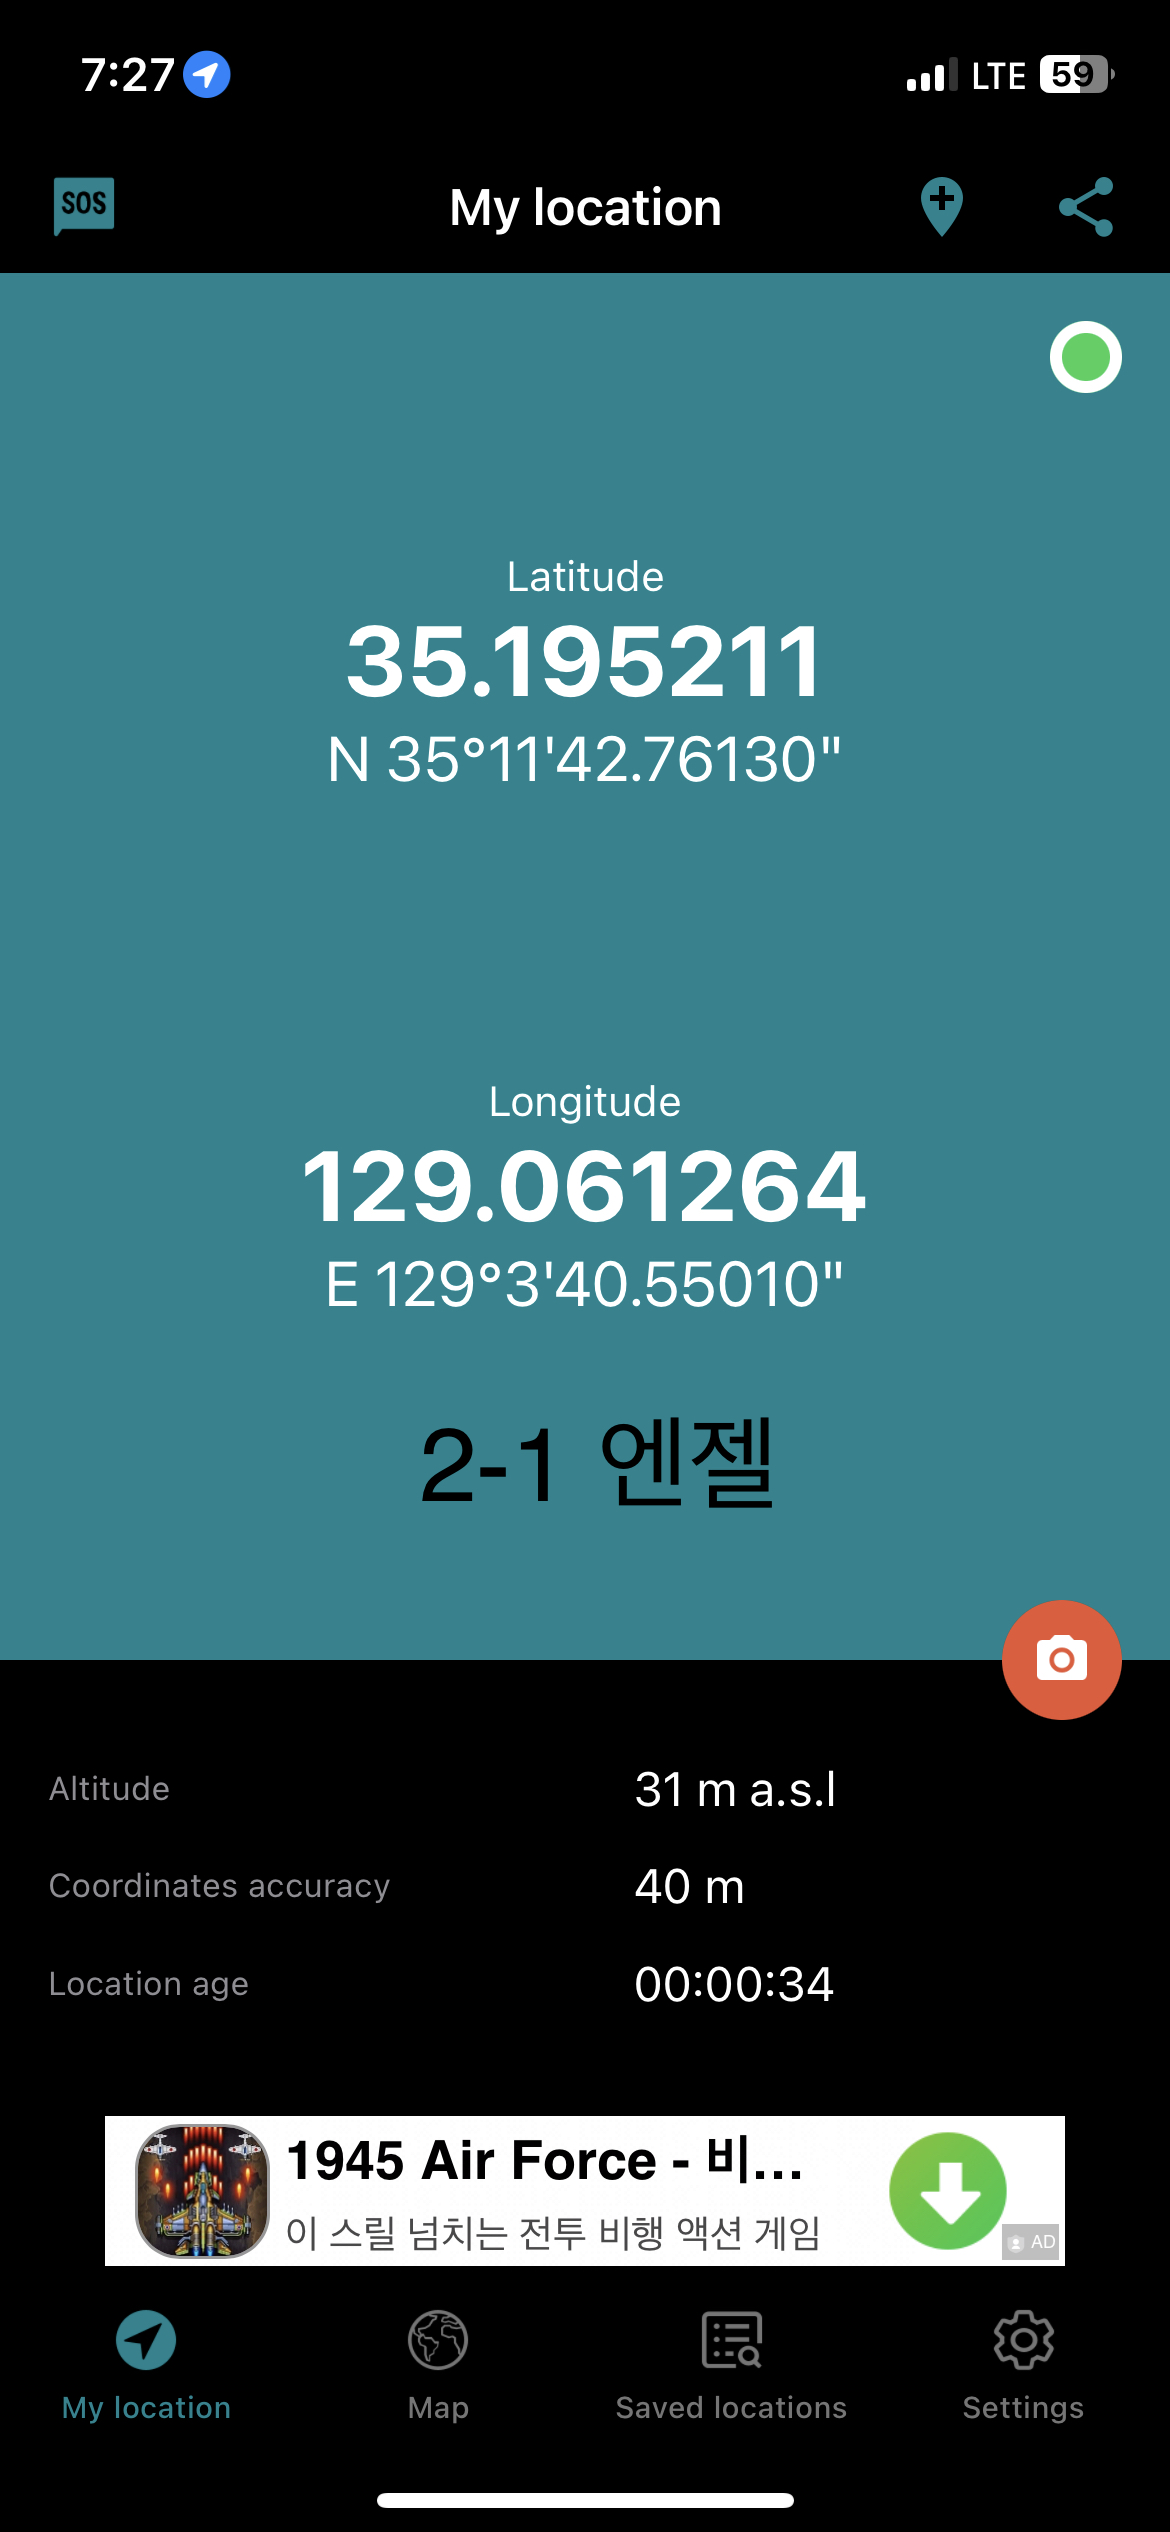 7:27
LTE 59
SOS
My location
Latitude
35.195211
N 35°11'42.76130"
Longitude
129.061264
E 129°3'40.55010"
2-1 엔젤
Altitude 31 m a.s.l
Coordinates accuracy 40 m
Location age 00:00:34
1945 Air Force - 비...
이 스릴 넘치는 전투 비행 액션 게임
AD
My location Map Saved locations Settings